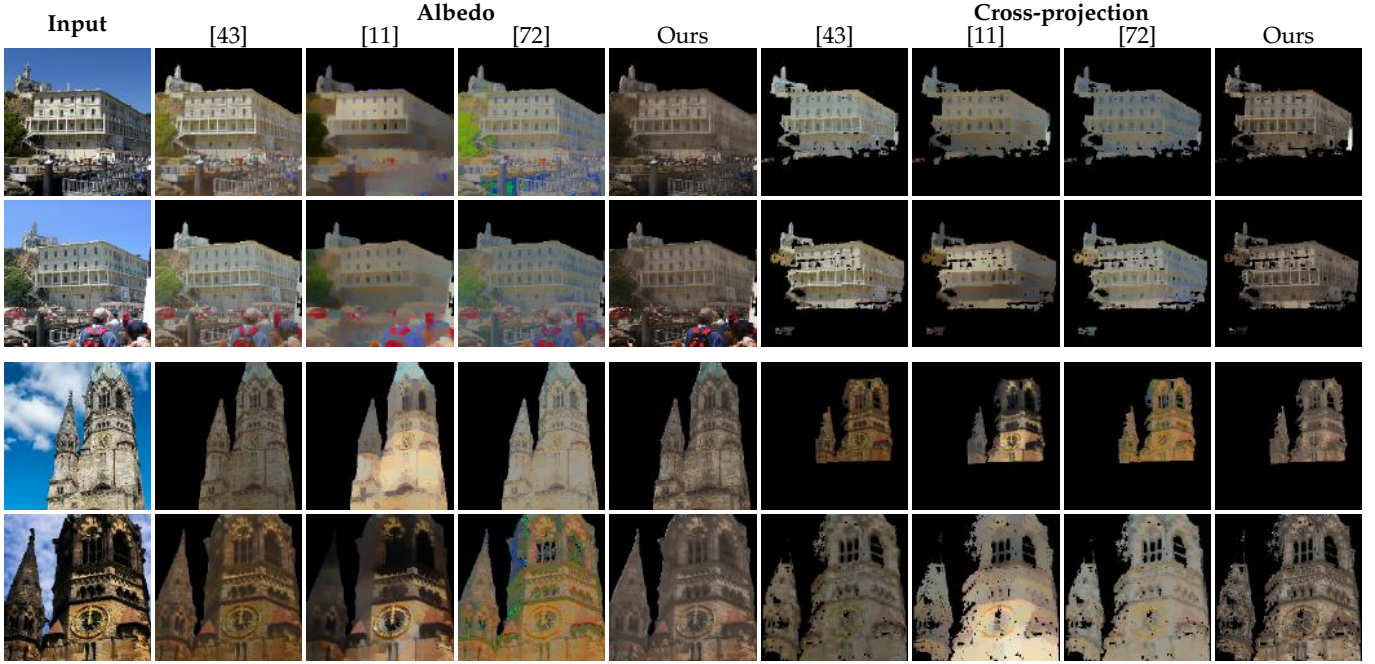 Input
Albedo
Cross-projection
[43] [11] [72] Ours [43] [11] [72] Ours